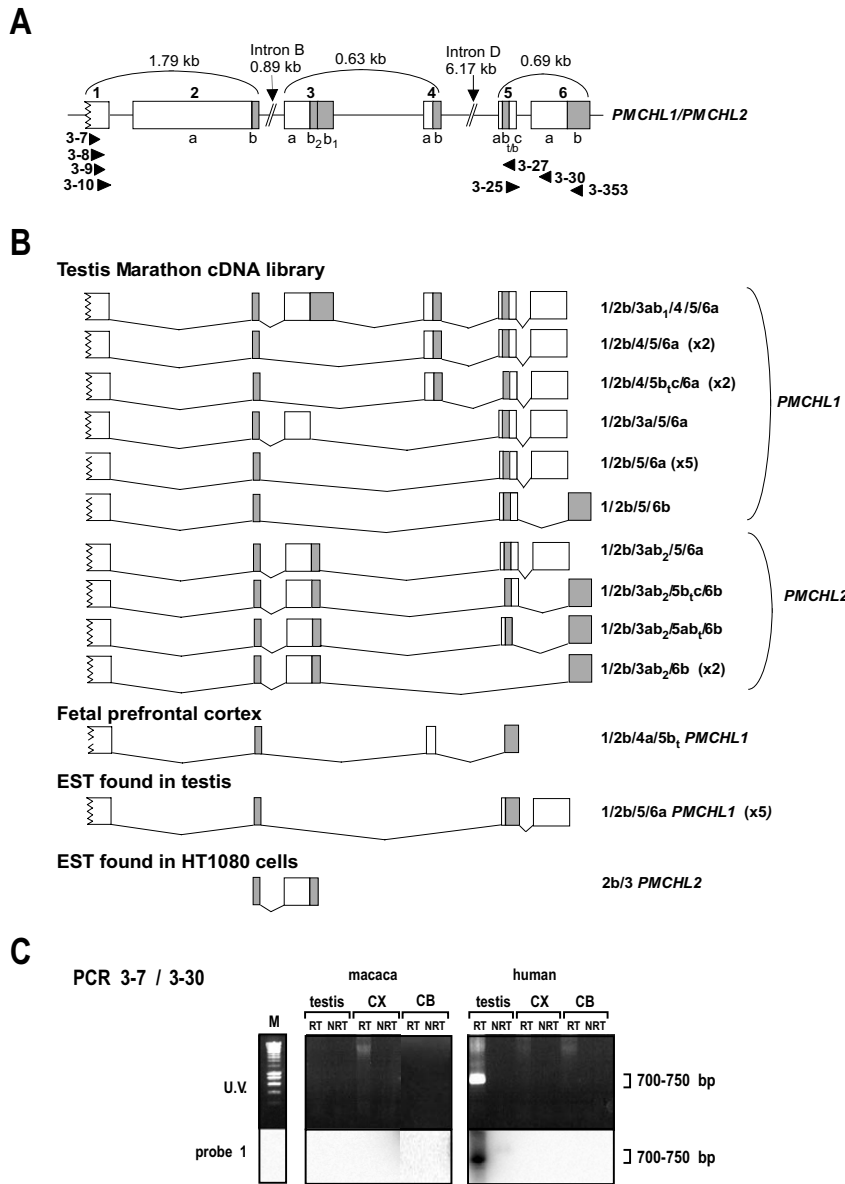 A
1.79 kb
Intron B
0.89 kb
0.63 kb
Intron D
6.17 kb
0.69 kb
1 2 3 4 5 6
PMCHL1/PMCHL2
a b a b2 b1 a b a b c a b
t/b
3-7
3-8
3-9
3-10
3-27
3-30
3-25
3-353
B
Testis Marathon cDNA library
1/2b/3ab1/4/5/6a
1/2b/4/5/6a (x2)
1/2b/4/5btc/6a (x2)
PMCHL1
1/2b/3a/5/6a
1/2b/5/6a (x5)
1/2b/5/6b
1/2b/3ab2/5/6a
1/2b/3ab2/5btc/6b
PMCHL2
1/2b/3ab2/5abt/6b
1/2b/3ab2/6b (x2)
Fetal prefrontal cortex
1/2b/4a/5bt PMCHL1
EST found in testis
1/2b/5/6a PMCHL1 (x5)
EST found in HT1080 cells
2b/3 PMCHL2
C
PCR 3-7 / 3-30
macaca human
testis CX CB testis CX CB
M RT NRT RT NRT RT NRT RT NRT RT NRT RT NRT
U.V. 700-750 bp
probe 1 700-750 bp